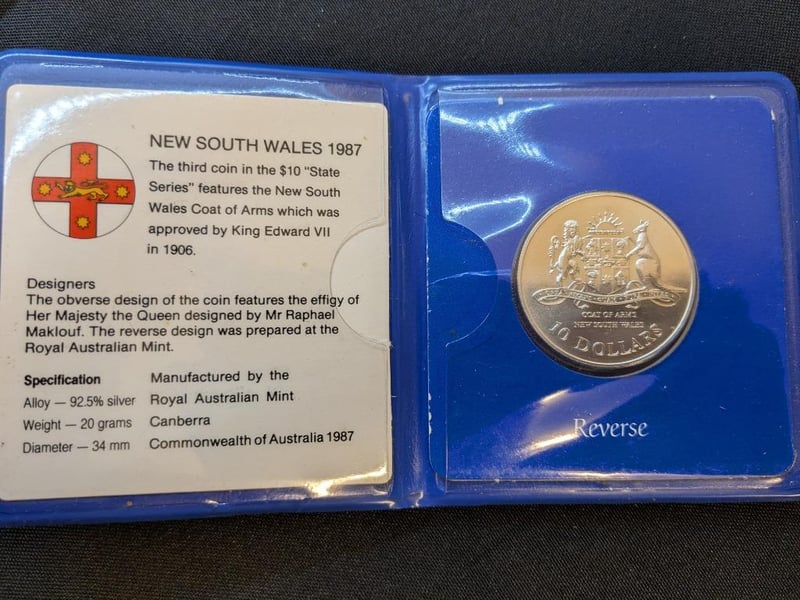 NEW SOUTH WALES 1987
The third coin in the $10 "State
Series" features the New South
Wales Coat of Arms which was
approved by King Edward VII
in 1906.
Designers
The obverse design of the coin features the effigy of
Her Majesty the Queen designed by Mr Raphael
Maklouf. The reverse design was prepared at the
Royal Australian Mint.
Specification
Alloy — 92.5% silver
Weight — 20 grams
Diameter — 34 mm
Manufactured by the
Royal Australian Mint
Canberra
Commonwealth of Australia 1987
COAT OF ARMS
NEW SOUTH WALES
10 DOLLARS
Reverse